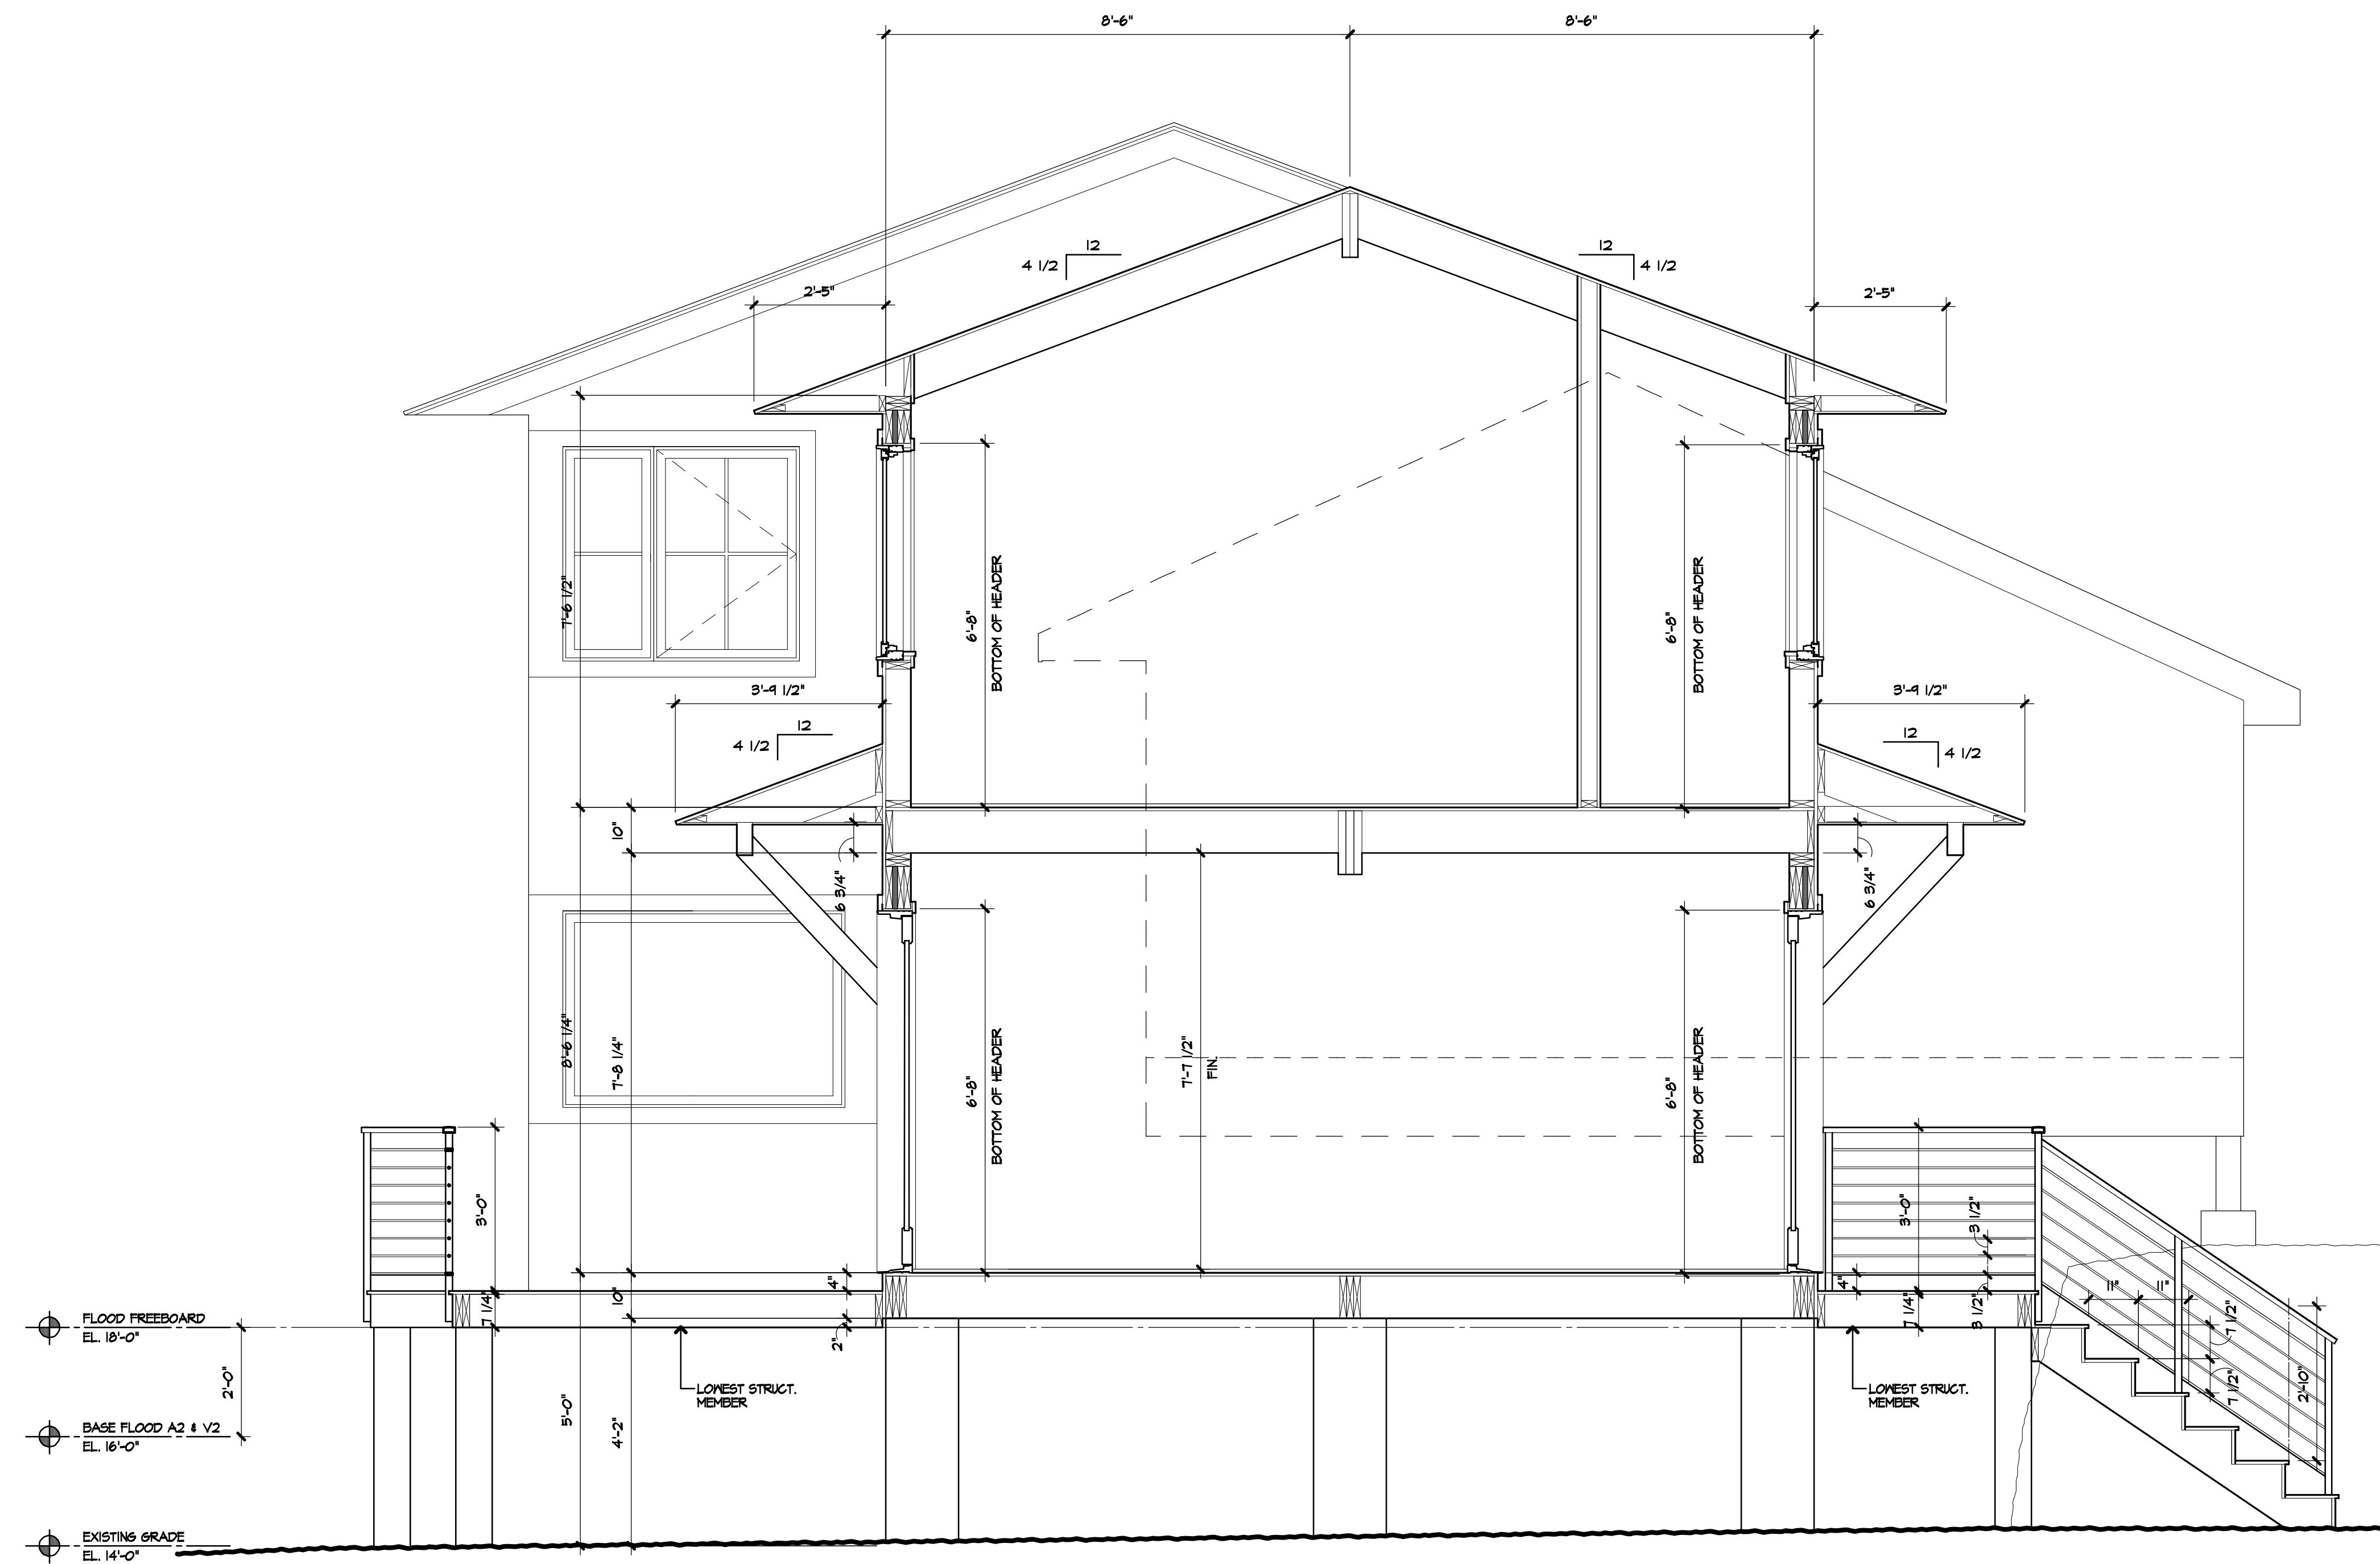 8'-6" 8'-6"
12 12
4 1/2 4 1/2
2'-5" 2'-5"
7'-6 1/2"
6'-8"
BOTTOM OF HEADER
6'-8"
BOTTOM OF HEADER
3'-9 1/2" 3'-9 1/2"
12 12
4 1/2 4 1/2
10"
6 3/4" 6 3/4"
8'-6 1/4"
7'-8 1/4"
6'-8"
BOTTOM OF HEADER
7'-7 1/2"
FIN.
6'-8"
BOTTOM OF HEADER
3'-0" 3'-0"
3 1/2"
4" 4"
11" 11"
7 1/4" 10" 7 1/4" 3 1/2"
2"
7 1/2"
7 1/2"
2'-10"
FLOOD FREEBOARD
EL. 18'-0"
2'-0"
LOWEST STRUCT.
MEMBER
LOWEST STRUCT.
MEMBER
5'-0"
4'-2"
BASE FLOOD A2 & V2
EL. 16'-0"
EXISTING GRADE
EL. 14'-0"